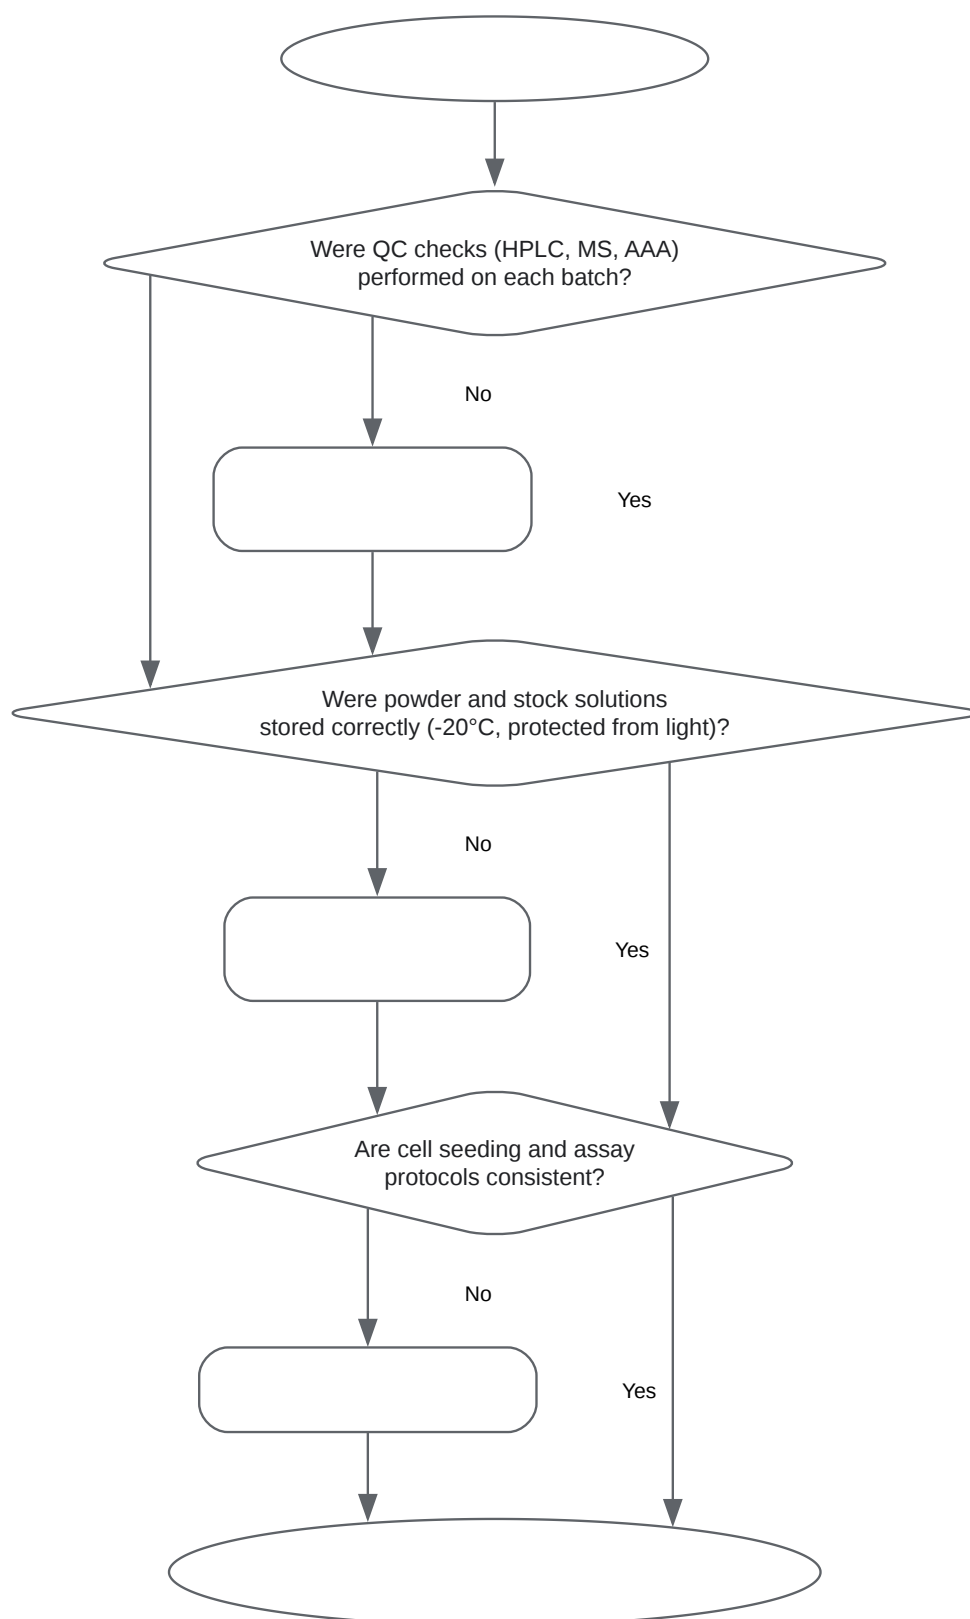 Were QC checks (HPLC, MS, AAA)
performed on each batch?
No
Yes
Were powder and stock solutions
stored correctly (-20°C, protected from light)?
No
Yes
Are cell seeding and assay
protocols consistent?
No
Yes